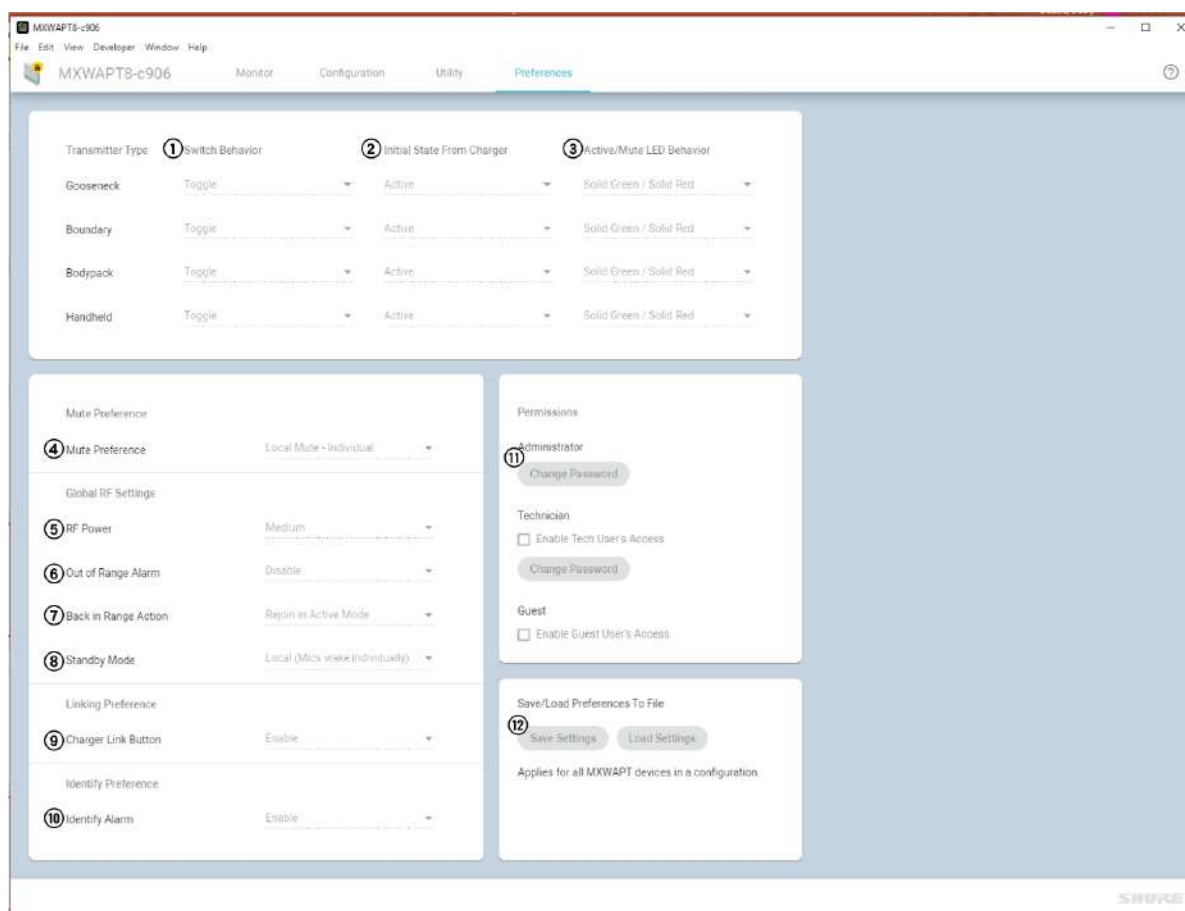 MXWAPT8-c906
File Edit View Developer Window Help
MXWAPT8-c906 Monitor Configuration Utility Preferences ?
Transmitter Type 1 Switch Behavior 2 Initial State From Charger 3 Active/Mute LED Behavior
Gooseneck Toggle Active Solid Green / Solid Red
Boundary Toggle Active Solid Green / Solid Red
Bodypack Toggle Active Solid Green / Solid Red
Handheld Toggle Active Solid Green / Solid Red
Mute Preference
4 Mute Preference Local Mute - Individual
Global RF Settings
5 RF Power Medium
6 Out of Range Alarm Disable
7 Back in Range Action Rejoin in Active Mode
8 Standby Mode Local (Mics wake individually)
Linking Preference
9 Charger Link Button Enable
Identify Preference
10 Identify Alarm Enable
Permissions
Administrator
11 Change Password
Technician
Enable Tech User's Access
Change Password
Guest
Enable Guest User's Access
Save/Load Preferences To File
12 Save Settings Load Settings
Applies for all MXWAPT devices in a configuration.
SHURE